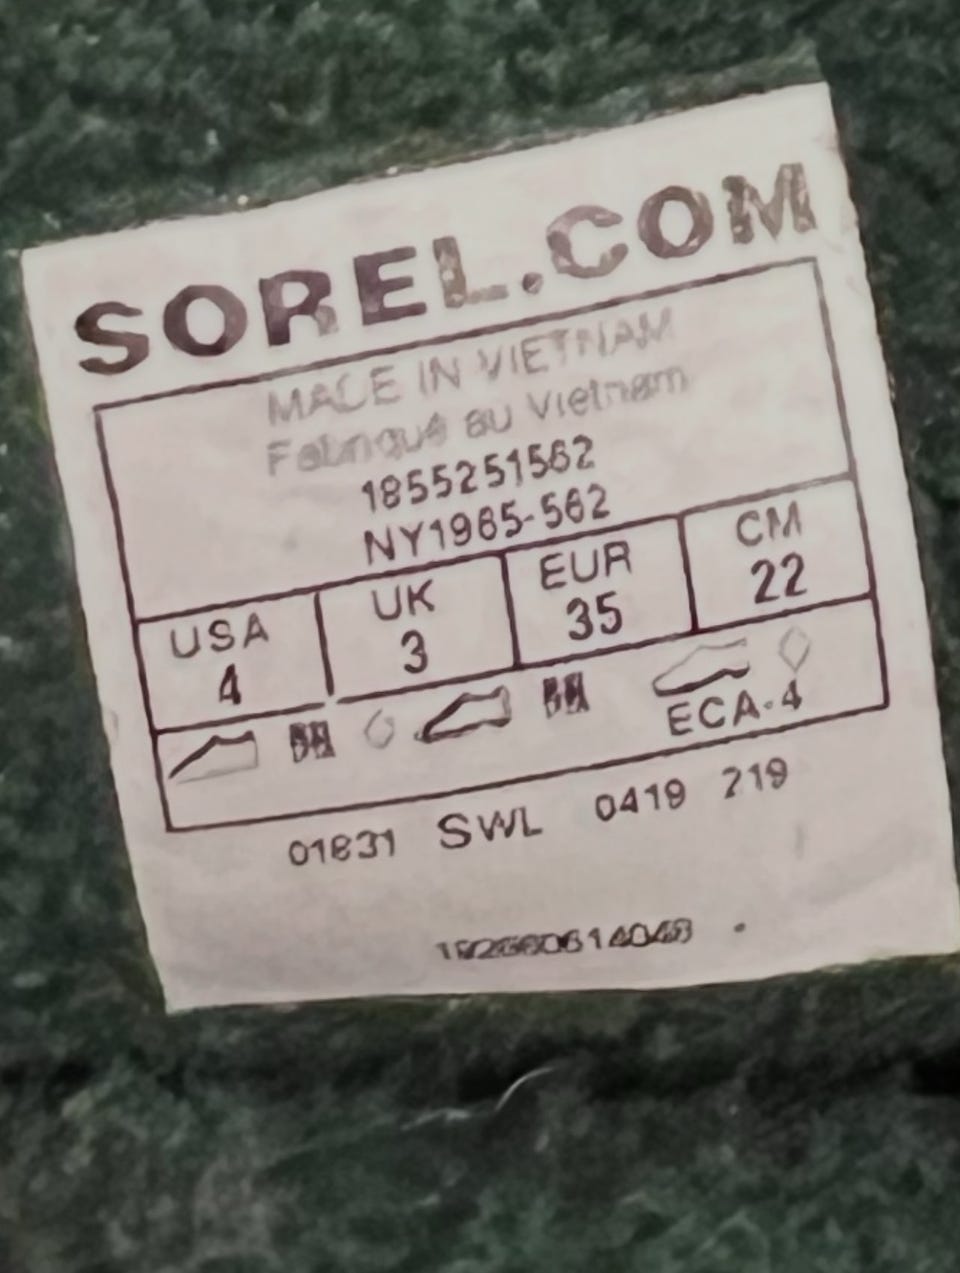 SOREL.COM
MADE IN VIETNAM
Fabriqué au Vietnam
1855251562
NY1965-562
USA UK EUR CM
4 3 35 22
ECA-4
01831 SWL 0419 219